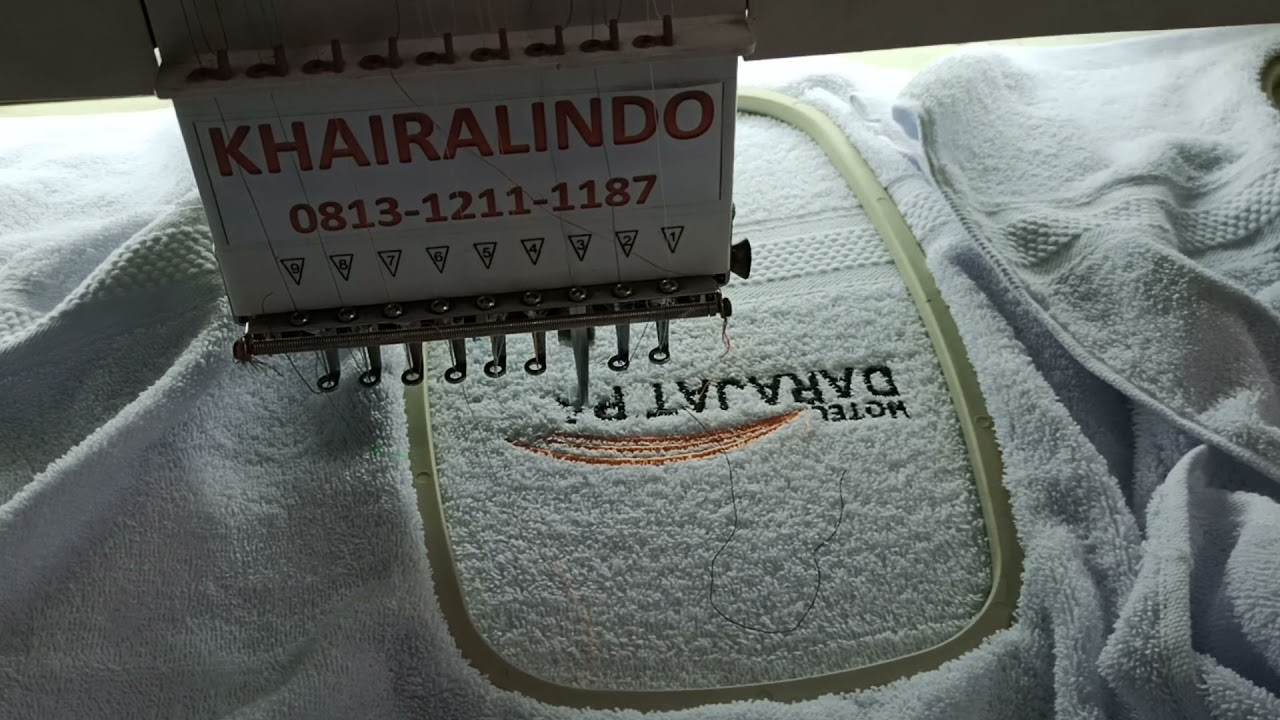 KHAIRALINDO
0813-1211-1187
9 8 7 6 5 4 3 2 1
HOTEL
DARAJAT P